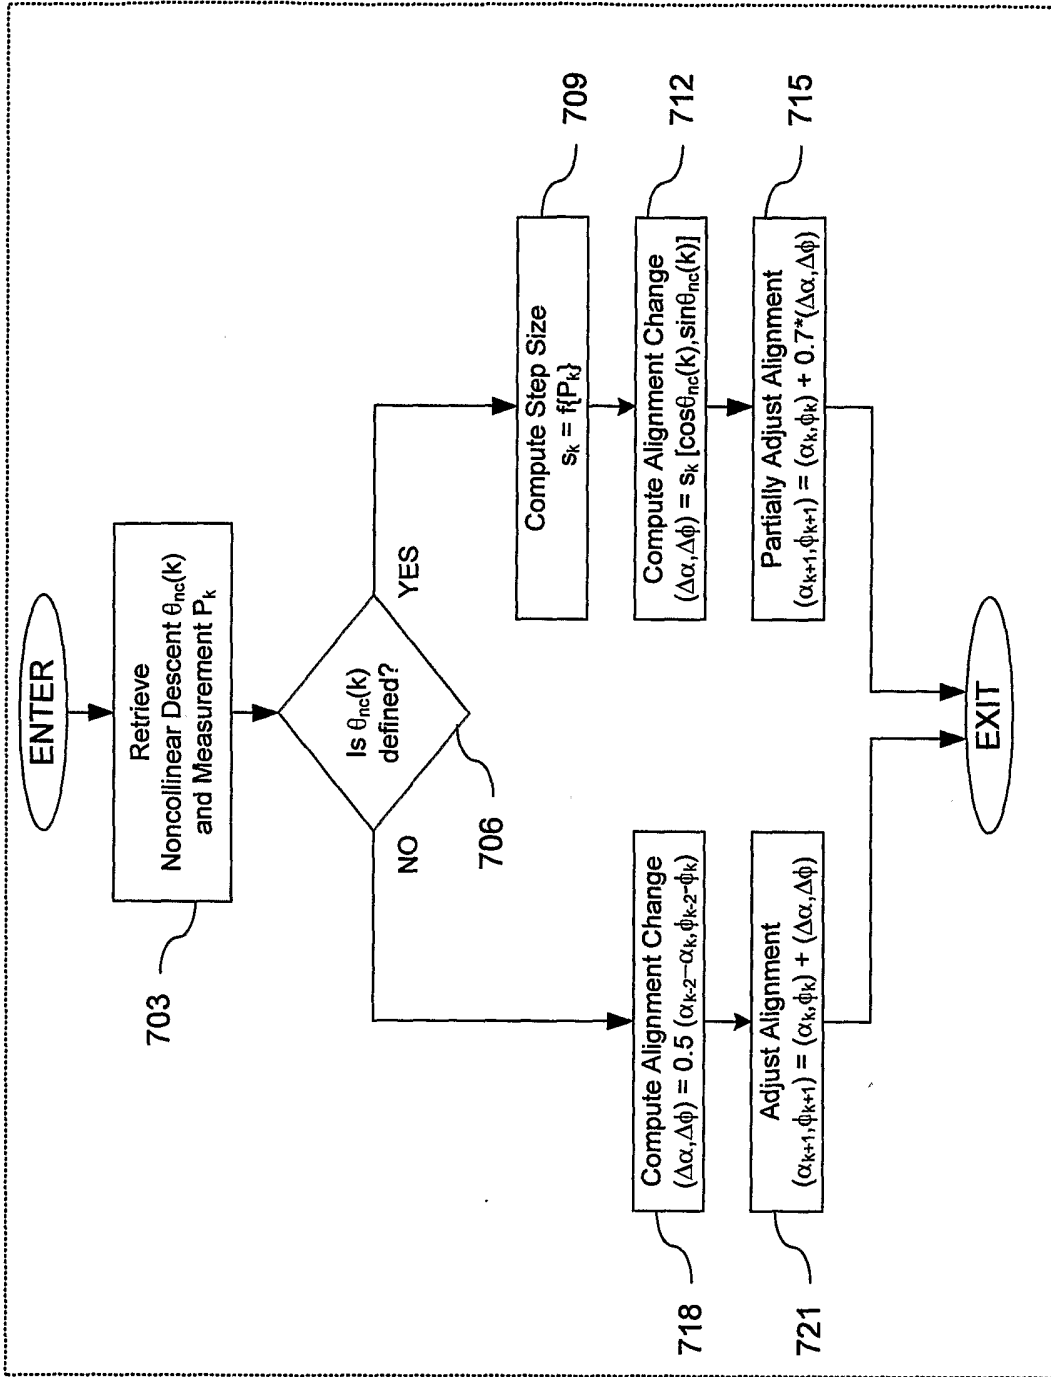 ENTER
Retrieve
Noncollinear Descent θnc(k)
and Measurement Pk
703
Is θnc(k)
defined?
706
YES
NO
Compute Step Size
sk = f{Pk}
709
Compute Alignment Change
(Δα,Δϕ) = sk [cosθnc(k),sinθnc(k)]
712
Partially Adjust Alignment
(αk+1,ϕk+1) = (αk,ϕk) + 0.7*(Δα,Δϕ)
715
Compute Alignment Change
(Δα,Δϕ) = 0.5 (αk-2–αk,ϕk-2-ϕk)
718
Adjust Alignment
(αk+1,ϕk+1) = (αk,ϕk) + (Δα,Δϕ)
721
EXIT